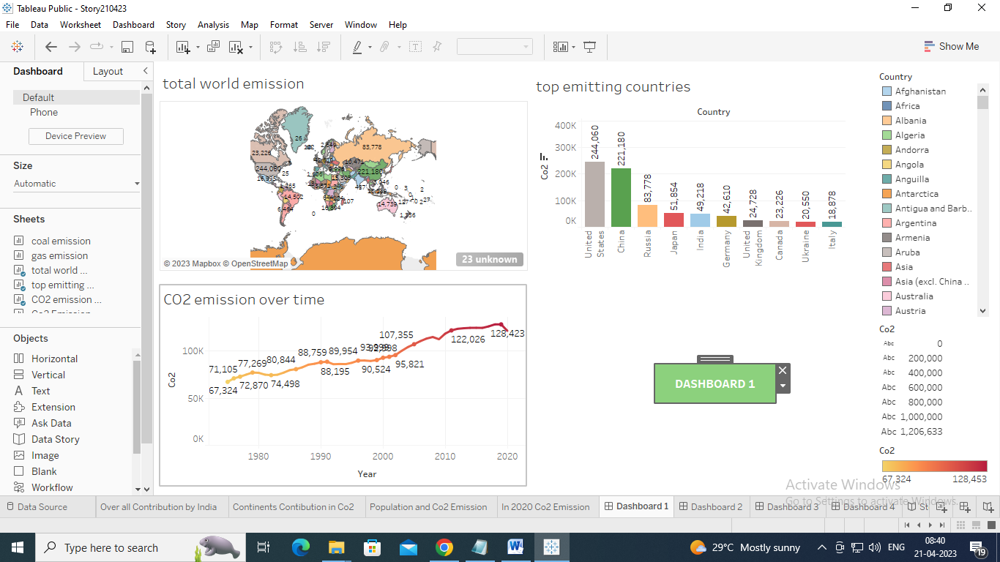 Tableau Public - Story210423
File Data Worksheet Dashboard Story Analysis Map Format Server Window Help
Show Me
Dashboard Layout
Default
Phone
Device Preview
Size
Automatic
Sheets
coal emission
gas emission
total world ...
top emitting ...
CO2 emission ...
Objects
Horizontal
Vertical
Text
Extension
Ask Data
Data Story
Image
Blank
Workflow
total world emission
26
2,649
83,778
23,226
244,060
16,995
25
221,180
14,502
6,484
0
14,739
107
3,046
0 3 2
1,336
© 2023 Mapbox © OpenStreetMap
23 unknown
top emitting countries
Country
Co2
400K
300K
200K
100K
0K
244,060
221,180
83,778
51,854
49,218
42,610
24,728
23,226
20,550
18,878
United States
China
Russia
Japan
India
Germany
United Kingdom
Canada
Ukraine
Italy
CO2 emission over time
Co2
100K
50K
0K
67,324
71,105
72,870
77,269
74,498
80,844
88,759
88,195
89,954
90,524
95,821
107,355
122,026
128,423
1980 1990 2000 2010 2020
Year
DASHBOARD 1
Country
Afghanistan
Africa
Albania
Algeria
Andorra
Angola
Anguilla
Antarctica
Antigua and Barb..
Argentina
Armenia
Aruba
Asia
Asia (excl. China ..
Australia
Austria
Co2
Abc 0
Abc 200,000
Abc 400,000
Abc 600,000
Abc 800,000
Abc 1,000,000
Abc 1,206,633
Co2
67,324 128,453
Activate Windows
Go to Settings to activate Windows.
Data Source Over all Contribution by India Continents Contibution in Co2 Population and Co2 Emission In 2020 Co2 Emission Dashboard 1 Dashboard 2 Dashboard 3 Dashboard 4 St
Type here to search
29°C Mostly sunny
ENG
08:40
21-04-2023
19